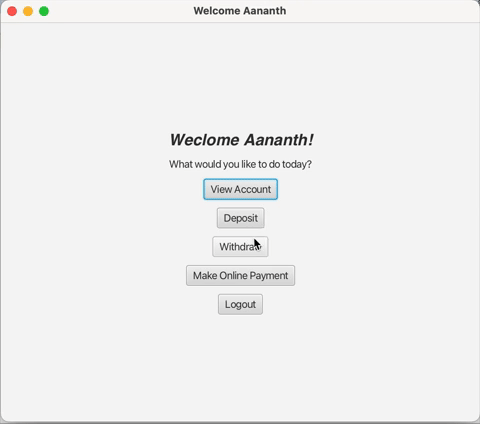 Welcome Aananth
Weclome Aananth!
What would you like to do today?
View Account
Deposit
Withdraw
Make Online Payment
Logout